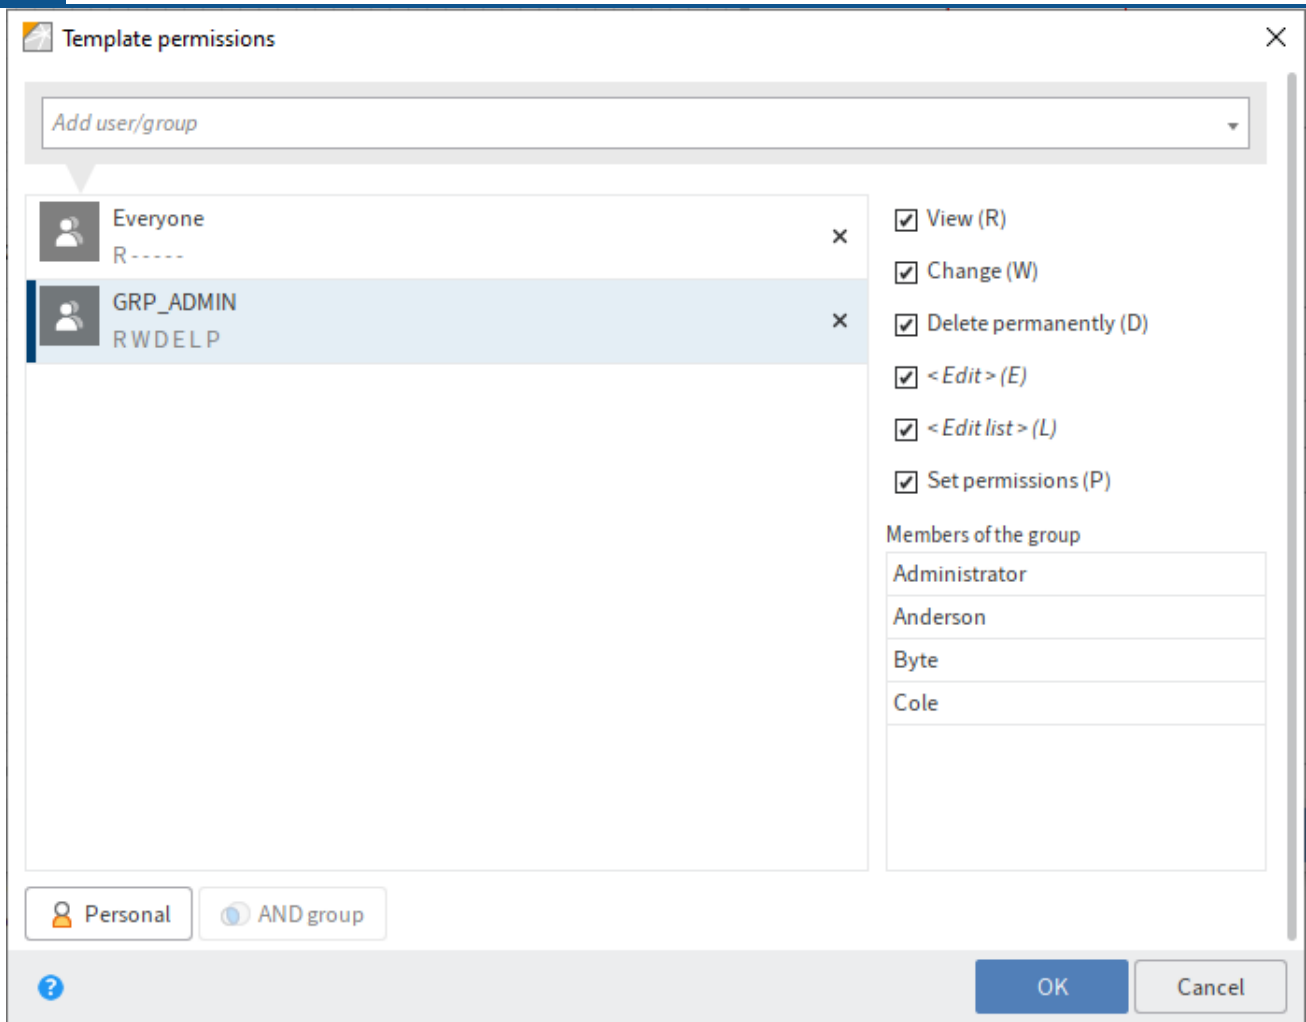 Template permissions
Add user/group
Everyone
R - - - - -
GRP_ADMIN
R W D E L P
View (R)
Change (W)
Delete permanently (D)
< Edit > (E)
< Edit list > (L)
Set permissions (P)
Members of the group
Administrator
Anderson
Byte
Cole
Personal
AND group
?
OK
Cancel